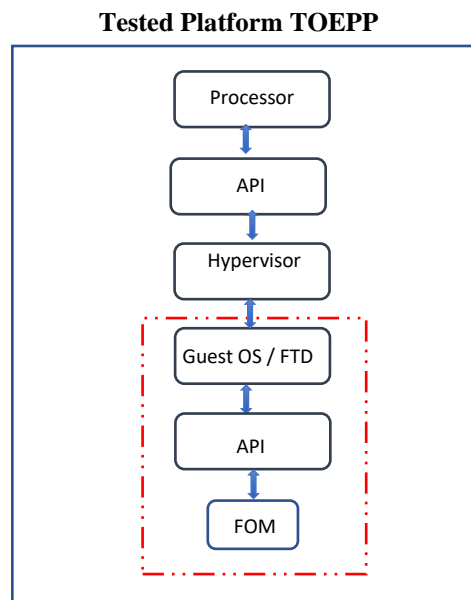 Tested Platform TOEPP
Processor
API
Hypervisor
Guest OS / FTD
API
FOM